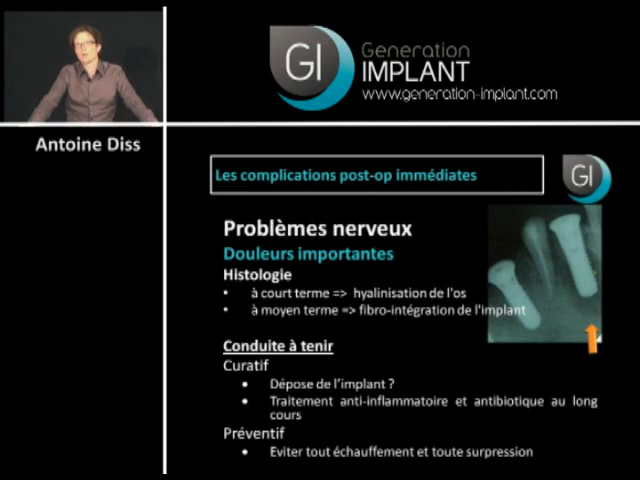 GI
Generation
IMPLANT
www.generation-implant.com
Antoine Diss
Les complications post-op immédiates
GI
Problèmes nerveux
Douleurs importantes
Histologie
• à court terme => hyalinisation de l'os
• à moyen terme => fibro-intégration de l'implant
Conduite à tenir
Curatif
• Dépose de l'implant ?
• Traitement anti-inflammatoire et antibiotique au long
cours
Préventif
• Eviter tout échauffement et toute surpression